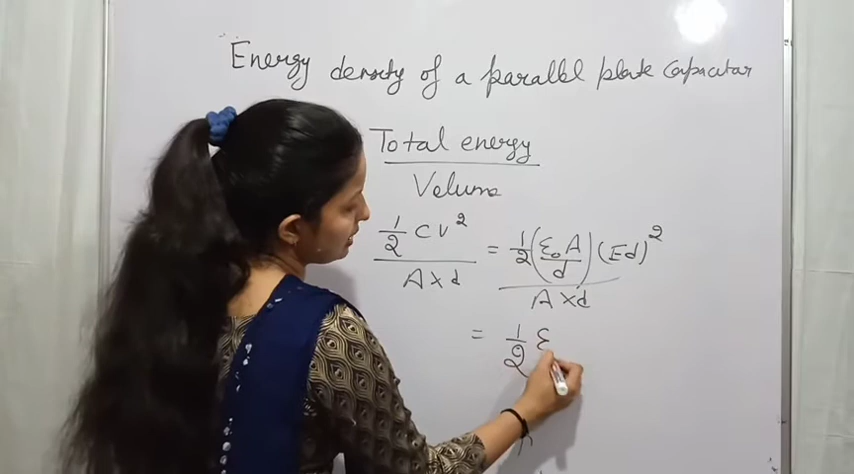 Energy density of a parallel plate capacitor
Total energy
Volume
1/2 CV² / A×d = 1/2 (ε₀A/d) (Ed)² / A×d
= 1/2 ε